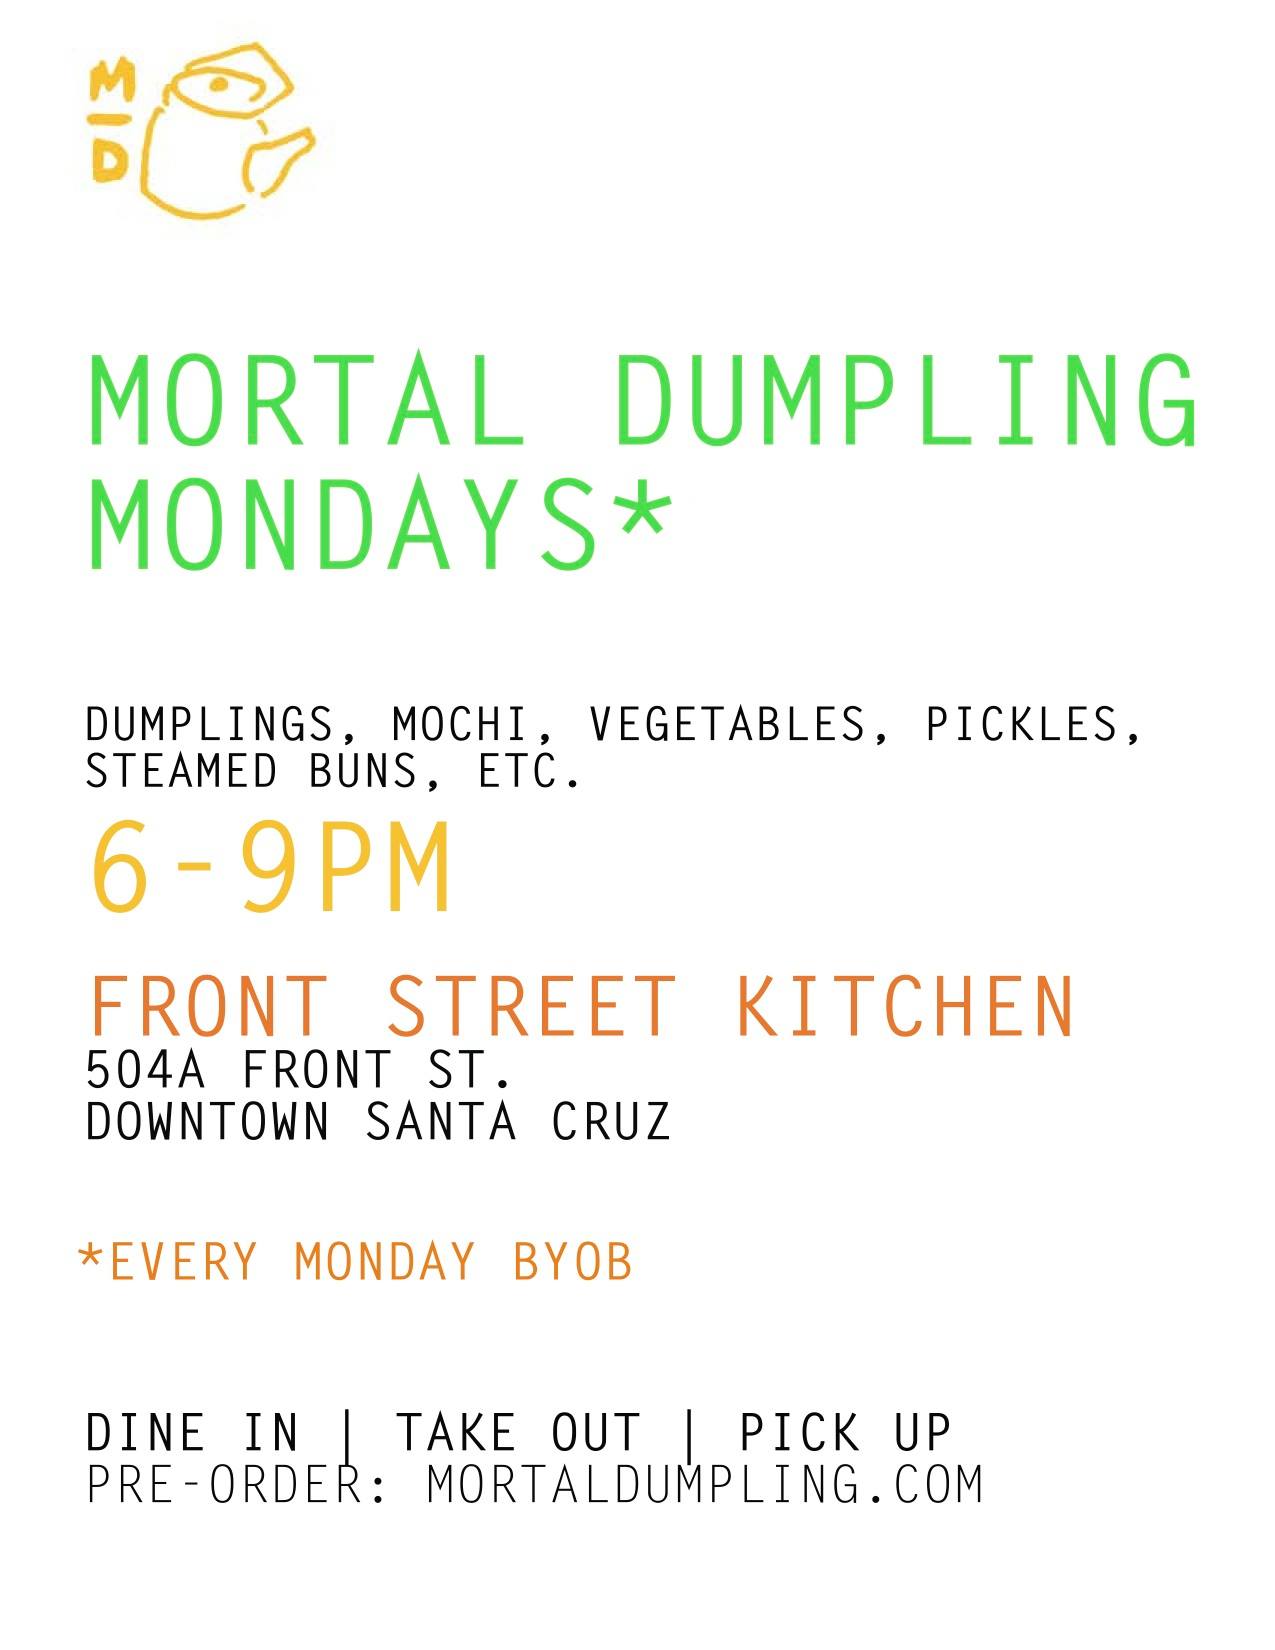 M
D
MORTAL DUMPLING
MONDAYS*
DUMPLINGS, MOCHI, VEGETABLES, PICKLES,
STEAMED BUNS, ETC.
6-9PM
FRONT STREET KITCHEN
504A FRONT ST.
DOWNTOWN SANTA CRUZ
*EVERY MONDAY BYOB
DINE IN | TAKE OUT | PICK UP
PRE-ORDER: MORTALDUMPLING.COM